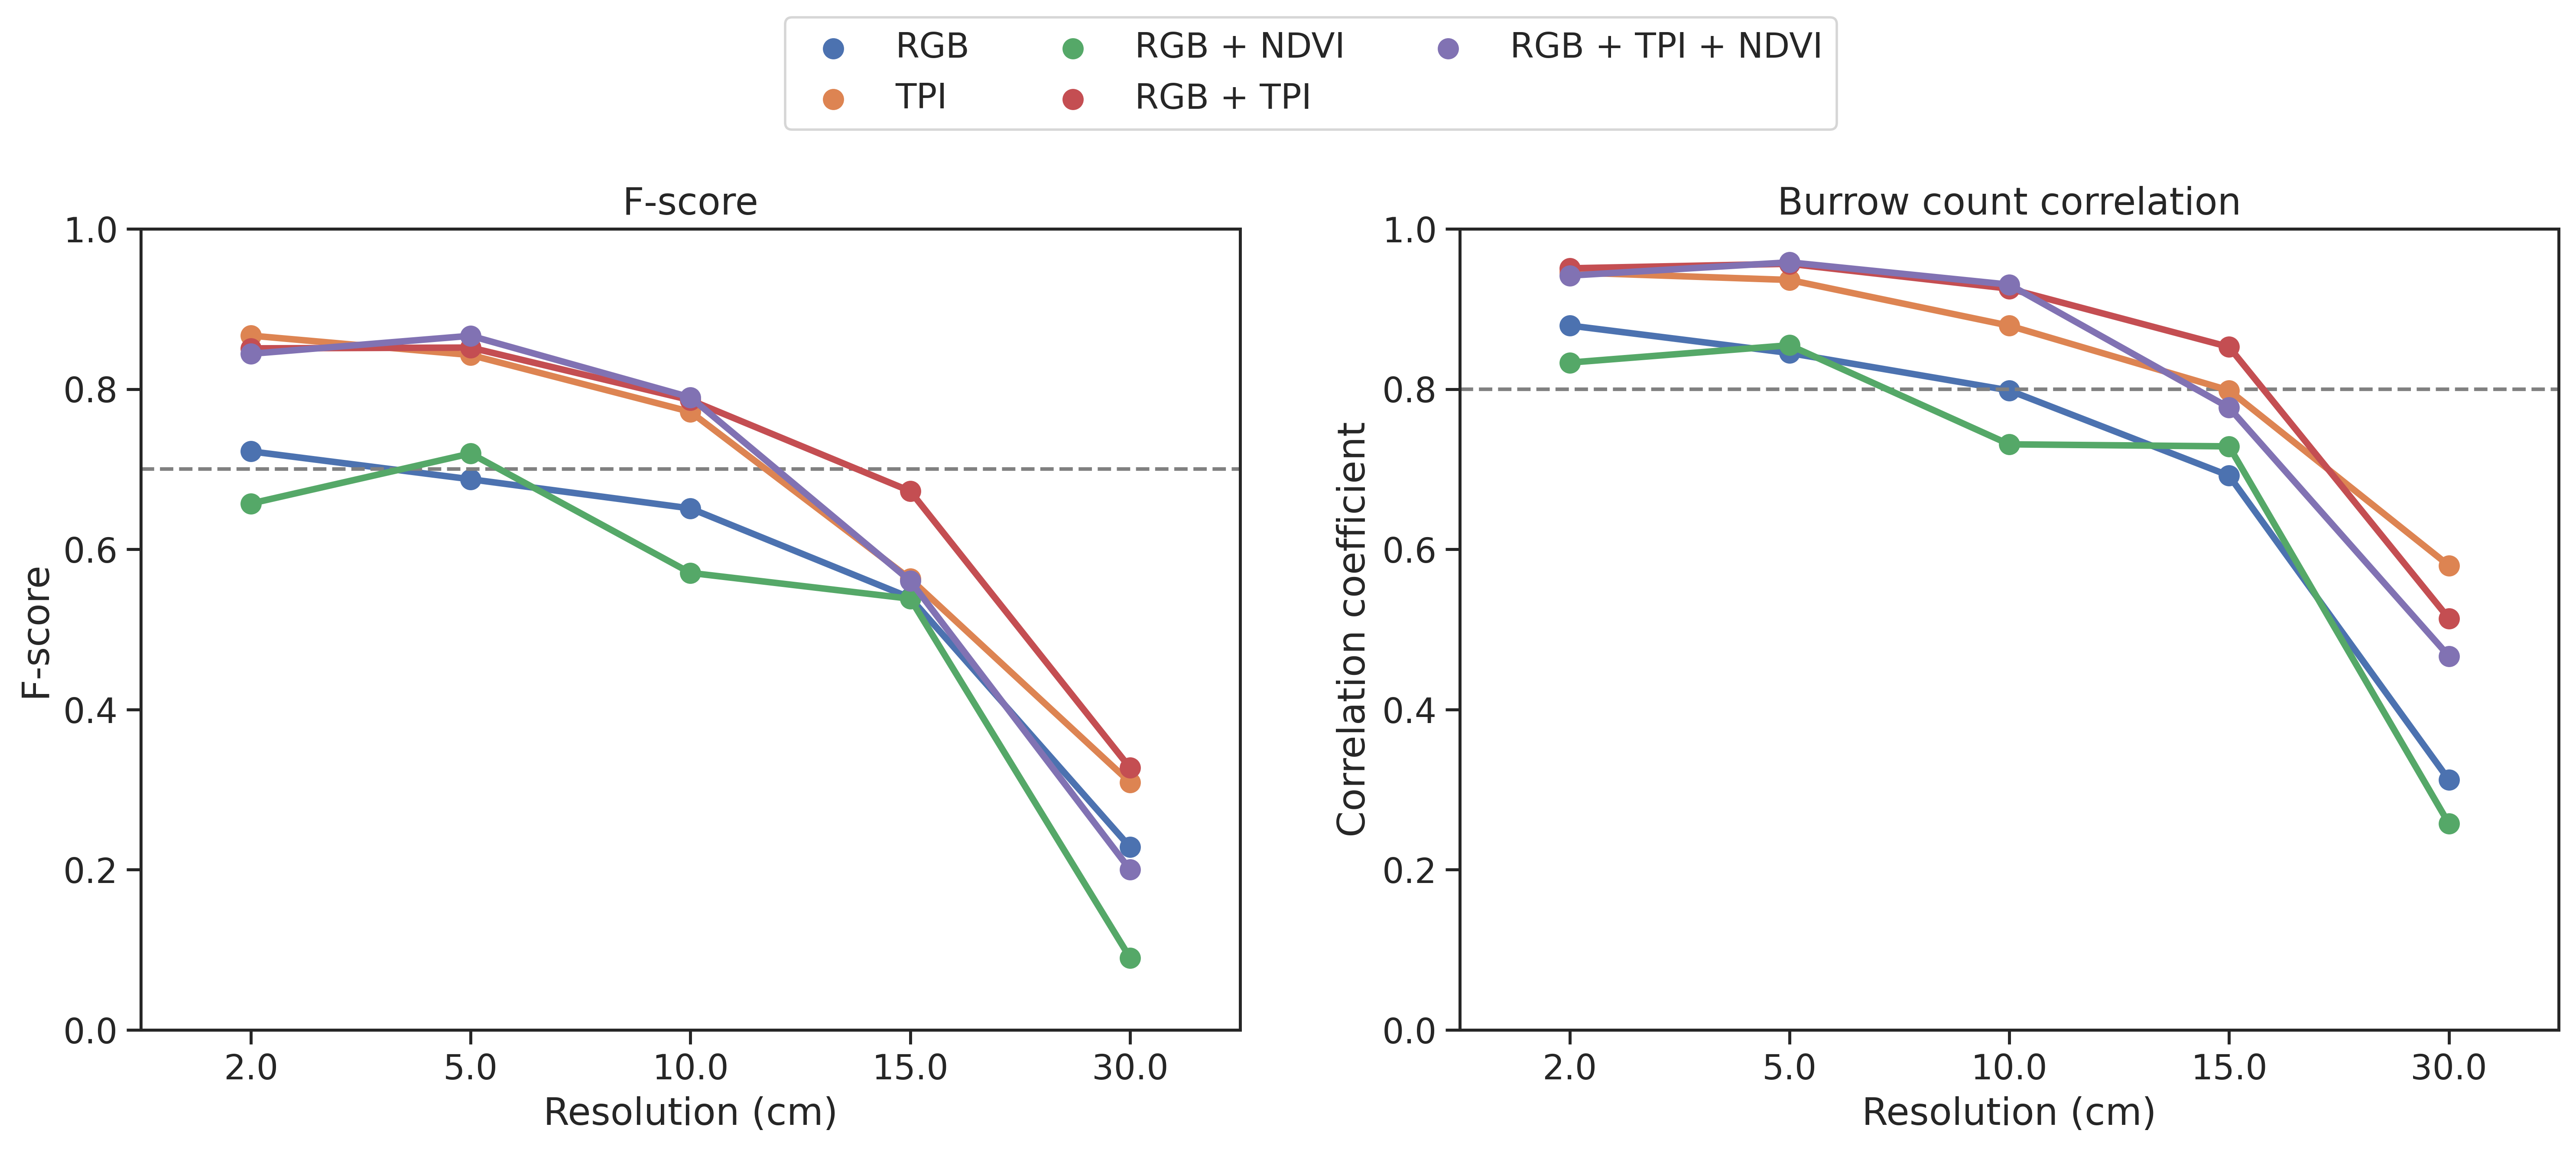 RGB
TPI
RGB + NDVI
RGB + TPI
RGB + TPI + NDVI
F-score
1.0
0.8
0.6
0.4
0.2
0.0
F-score
2.0 5.0 10.0 15.0 30.0
Resolution (cm)
Burrow count correlation
1.0
0.8
0.6
0.4
0.2
0.0
Correlation coefficient
2.0 5.0 10.0 15.0 30.0
Resolution (cm)